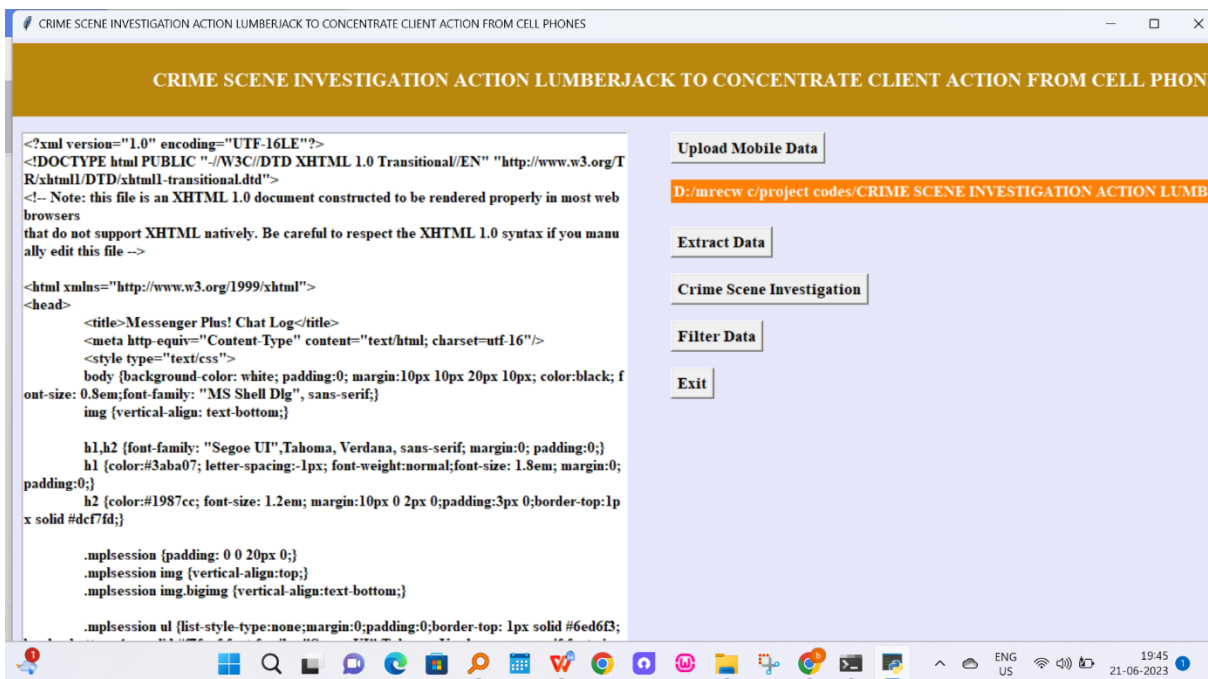 CRIME SCENE INVESTIGATION ACTION LUMBERJACK TO CONCENTRATE CLIENT ACTION FROM CELL PHONES
CRIME SCENE INVESTIGATION ACTION LUMBERJACK TO CONCENTRATE CLIENT ACTION FROM CELL PHON
<?xml version="1.0" encoding="UTF-16LE"?>
<!DOCTYPE html PUBLIC "-//W3C//DTD XHTML 1.0 Transitional//EN" "http://www.w3.org/T
R/xhtml1/DTD/xhtml1-transitional.dtd">
<!-- Note: this file is an XHTML 1.0 document constructed to be rendered properly in most web
browsers
that do not support XHTML natively. Be careful to respect the XHTML 1.0 syntax if you manu
ally edit this file -->
<html xmlns="http://www.w3.org/1999/xhtml">
<head>
<title>Messenger Plus! Chat Log</title>
<meta http-equiv="Content-Type" content="text/html; charset=utf-16"/>
<style type="text/css">
body {background-color: white; padding:0; margin:10px 10px 20px 10px; color:black; f
ont-size: 0.8em;font-family: "MS Shell Dlg", sans-serif;}
img {vertical-align: text-bottom;}
h1,h2 {font-family: "Segoe UI",Tahoma, Verdana, sans-serif; margin:0; padding:0;}
h1 {color:#3aba07; letter-spacing:-1px; font-weight:normal;font-size: 1.8em; margin:0;
padding:0;}
h2 {color:#1987cc; font-size: 1.2em; margin:10px 0 2px 0;padding:3px 0;border-top:1p
x solid #dcf7fd;}
.mplsession {padding: 0 0 20px 0;}
.mplsession img {vertical-align:top;}
.mplsession img.bigimg {vertical-align:text-bottom;}
.mplsession ul {list-style-type:none;margin:0;padding:0;border-top: 1px solid #6ed6f3;
Upload Mobile Data
D:/mrecw c/project codes/CRIME SCENE INVESTIGATION ACTION LUMB
Extract Data
Crime Scene Investigation
Filter Data
Exit
1
ENG
US
19:45
21-06-2023
1